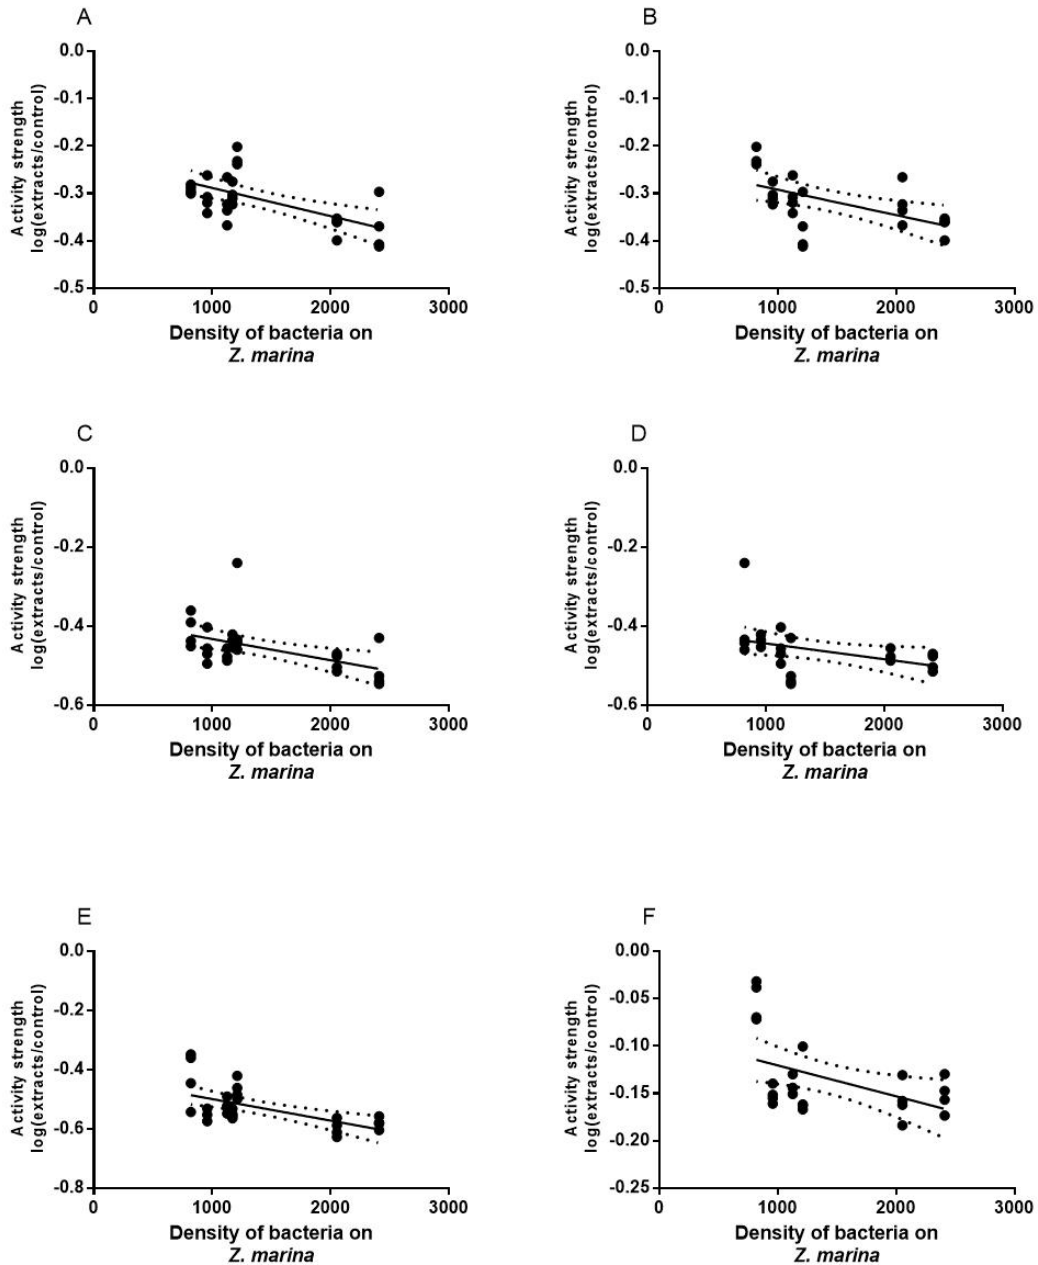 A
Activity strength
log(extracts/control)
0.0
-0.1
-0.2
-0.3
-0.4
-0.5
0
1000
2000
3000
Density of bacteria on
Z. marina
B
Activity strength
log(extracts/control)
0.0
-0.1
-0.2
-0.3
-0.4
-0.5
0
1000
2000
3000
Density of bacteria on
Z. marina
C
Activity strength
log(extracts/control)
0.0
-0.2
-0.4
-0.6
0
1000
2000
3000
Density of bacteria on
Z. marina
D
Activity strength
log(extracts/control)
0.0
-0.2
-0.4
-0.6
0
1000
2000
3000
Density of bacteria on
Z. marina
E
Activity strength
log(extracts/control)
0.0
-0.2
-0.4
-0.6
-0.8
0
1000
2000
3000
Density of bacteria on
Z. marina
F
Activity strength
log(extracts/control)
0.00
-0.05
-0.10
-0.15
-0.20
-0.25
0
1000
2000
3000
Density of bacteria on
Z. marina